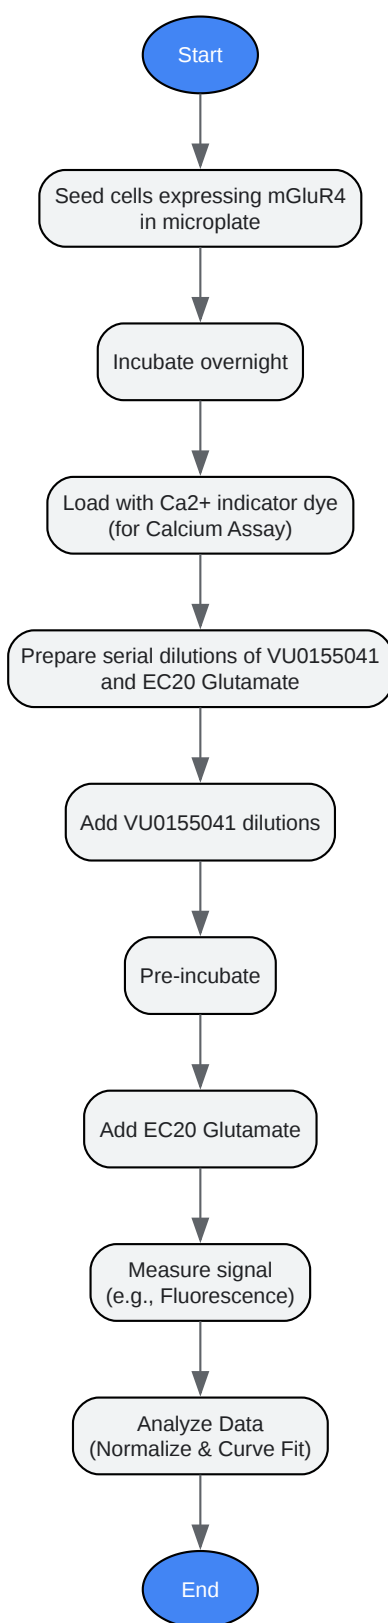 Start
Seed cells expressing mGluR4
in microplate
Incubate overnight
Load with Ca2+ indicator dye
(for Calcium Assay)
Prepare serial dilutions of VU0155041
and EC20 Glutamate
Add VU0155041 dilutions
Pre-incubate
Add EC20 Glutamate
Measure signal
(e.g., Fluorescence)
Analyze Data
(Normalize & Curve Fit)
End